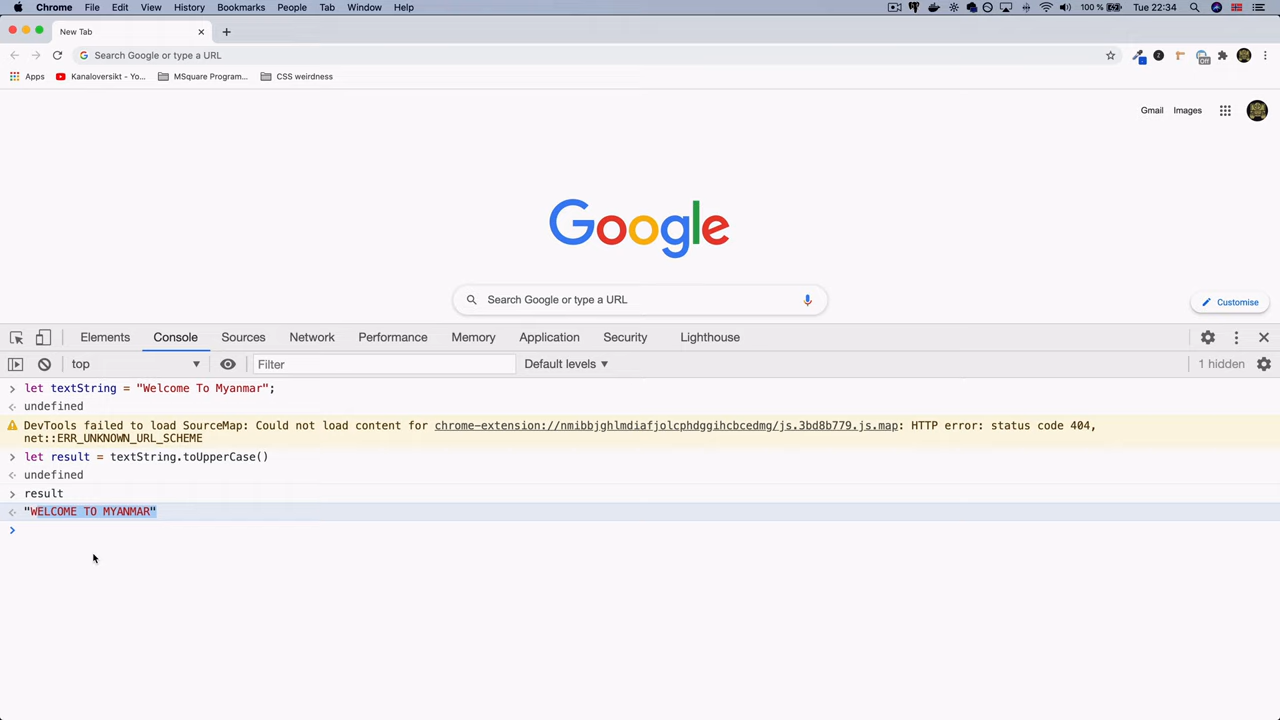 Chrome File Edit View History Bookmarks People Tab Window Help 100 % Tue 22:34
New Tab
Search Google or type a URL
Off
Apps Kanaloversikt - Yo... MSquare Program... CSS weirdness
Gmail Images
Google
Search Google or type a URL
Customise
Elements Console Sources Network Performance Memory Application Security Lighthouse
top Filter Default levels 1 hidden
let textString = "Welcome To Myanmar";
undefined
DevTools failed to load SourceMap: Could not load content for chrome-extension://nmibbjghlmdiafjolcphdggihcbcedmg/js.3bd8b779.js.map: HTTP error: status code 404,
net::ERR_UNKNOWN_URL_SCHEME
let result = textString.toUpperCase()
undefined
result
"WELCOME TO MYANMAR"